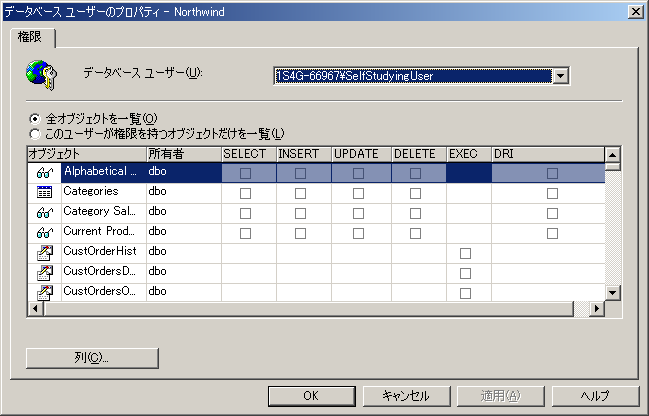 データベース ユーザーのプロパティ - Northwind
権限
データベース ユーザー(U):
1S4G-66967¥SelfStudyingUser
全オブジェクトを一覧(O)
このユーザーが権限を持つオブジェクトだけを一覧(L)
オブジェクト 所有者 SELECT INSERT UPDATE DELETE EXEC DRI
Alphabetical ... dbo
Categories dbo
Category Sal... dbo
Current Prod... dbo
CustOrderHist dbo
CustOrdersD... dbo
CustOrdersO... dbo
列(C)...
OK キャンセル 適用(A) ヘルプ